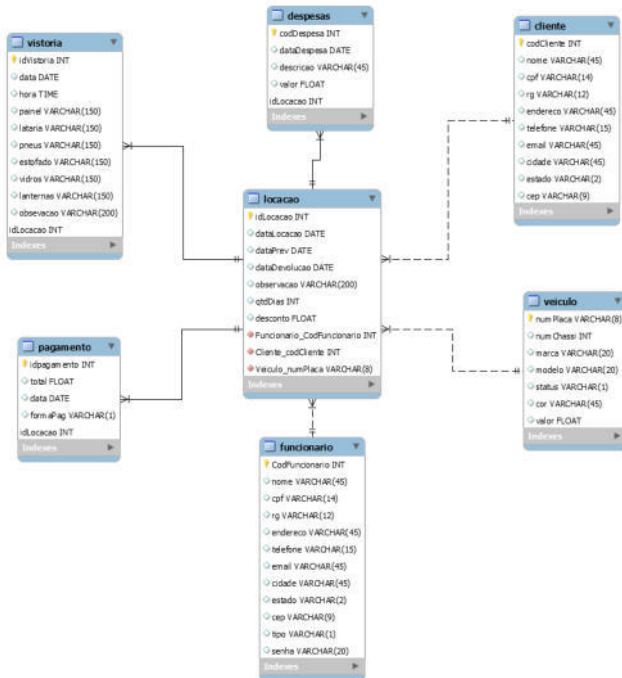 despesas
codDespesa INT
dataDespesa DATE
descricao VARCHAR(45)
valor FLOAT
idLocacao INT
Indexes
cliente
codCliente INT
nome VARCHAR(45)
cpf VARCHAR(14)
rg VARCHAR(12)
endereco VARCHAR(45)
telefone VARCHAR(15)
email VARCHAR(45)
cidade VARCHAR(45)
estado VARCHAR(2)
cep VARCHAR(9)
Indexes
vistoria
idVistoria INT
data DATE
hora TIME
painel VARCHAR(150)
lataria VARCHAR(150)
pneus VARCHAR(150)
estofado VARCHAR(150)
vidros VARCHAR(150)
lanternas VARCHAR(150)
obsevacao VARCHAR(200)
idLocacao INT
Indexes
locacao
idLocacao INT
dataLocacao DATE
dataPrev DATE
dataDevolucao DATE
observacao VARCHAR(200)
qtdDias INT
desconto FLOAT
Funcionario_CodFuncionario INT
Cliente_codCliente INT
Veiculo_numPlaca VARCHAR(8)
Indexes
veiculo
numPlaca VARCHAR(8)
numChassi INT
marca VARCHAR(20)
modelo VARCHAR(20)
status VARCHAR(1)
cor VARCHAR(45)
valor FLOAT
Indexes
pagamento
idpagamento INT
total FLOAT
data DATE
formaPag VARCHAR(1)
idLocacao INT
Indexes
funcionario
CodFuncionario INT
nome VARCHAR(45)
cpf VARCHAR(14)
rg VARCHAR(12)
endereco VARCHAR(45)
telefone VARCHAR(15)
email VARCHAR(45)
cidade VARCHAR(45)
estado VARCHAR(2)
cep VARCHAR(9)
tipo VARCHAR(1)
senha VARCHAR(20)
Indexes